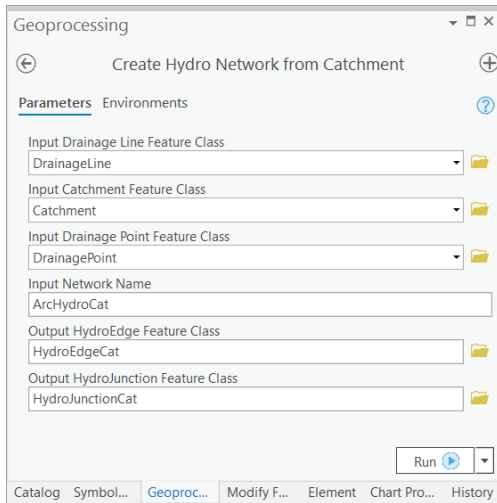 Geoprocessing
Create Hydro Network from Catchment
Parameters Environments
Input Drainage Line Feature Class
DrainageLine
Input Catchment Feature Class
Catchment
Input Drainage Point Feature Class
DrainagePoint
Input Network Name
ArcHydroCat
Output HydroEdge Feature Class
HydroEdgeCat
Output HydroJunction Feature Class
HydroJunctionCat
Run
Catalog Symbol... Geoproc... Modify F... Element Chart Pro... History